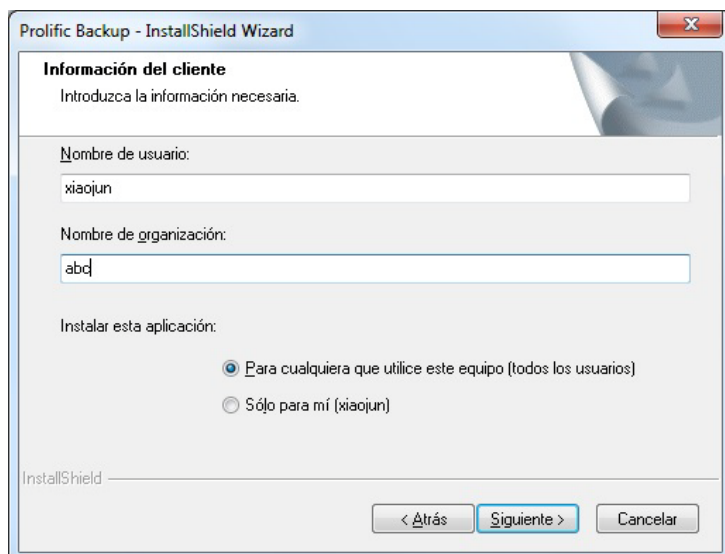 Prolific Backup - InstallShield Wizard
Información del cliente
Introduzca la información necesaria.
Nombre de usuario:
xiaojun
Nombre de organización:
abc
Instalar esta aplicación:
Para cualquiera que utilice este equipo (todos los usuarios)
Sólo para mí (xiaojun)
InstallShield
< Atrás Siguiente > Cancelar